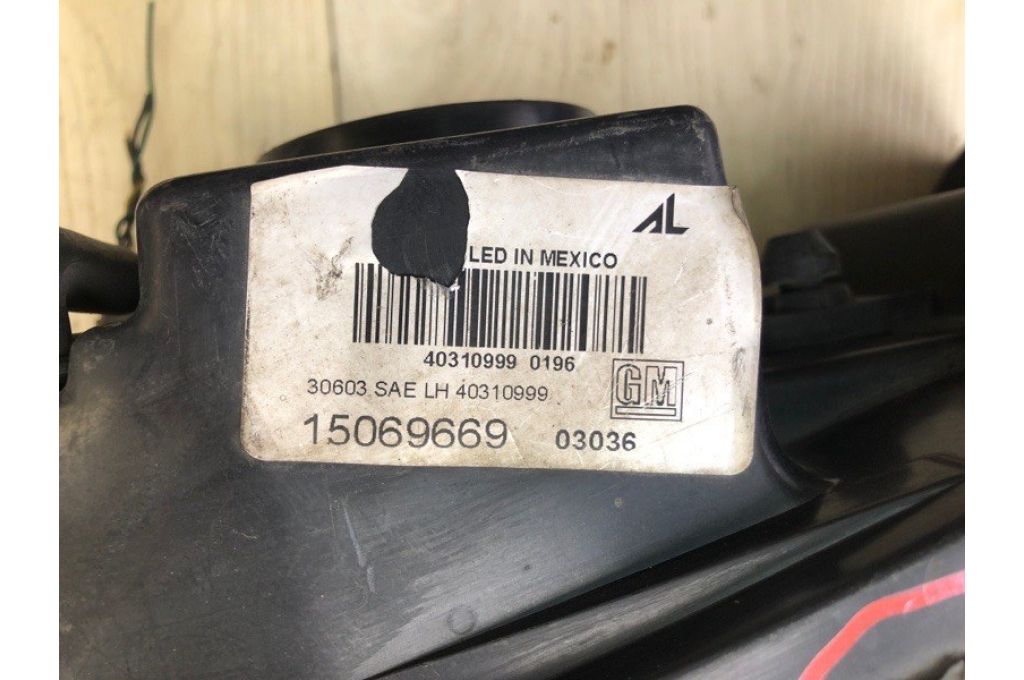 AL
LED IN MEXICO
40310999 0196
30603 SAE LH 40310999
GM
15069669 03036